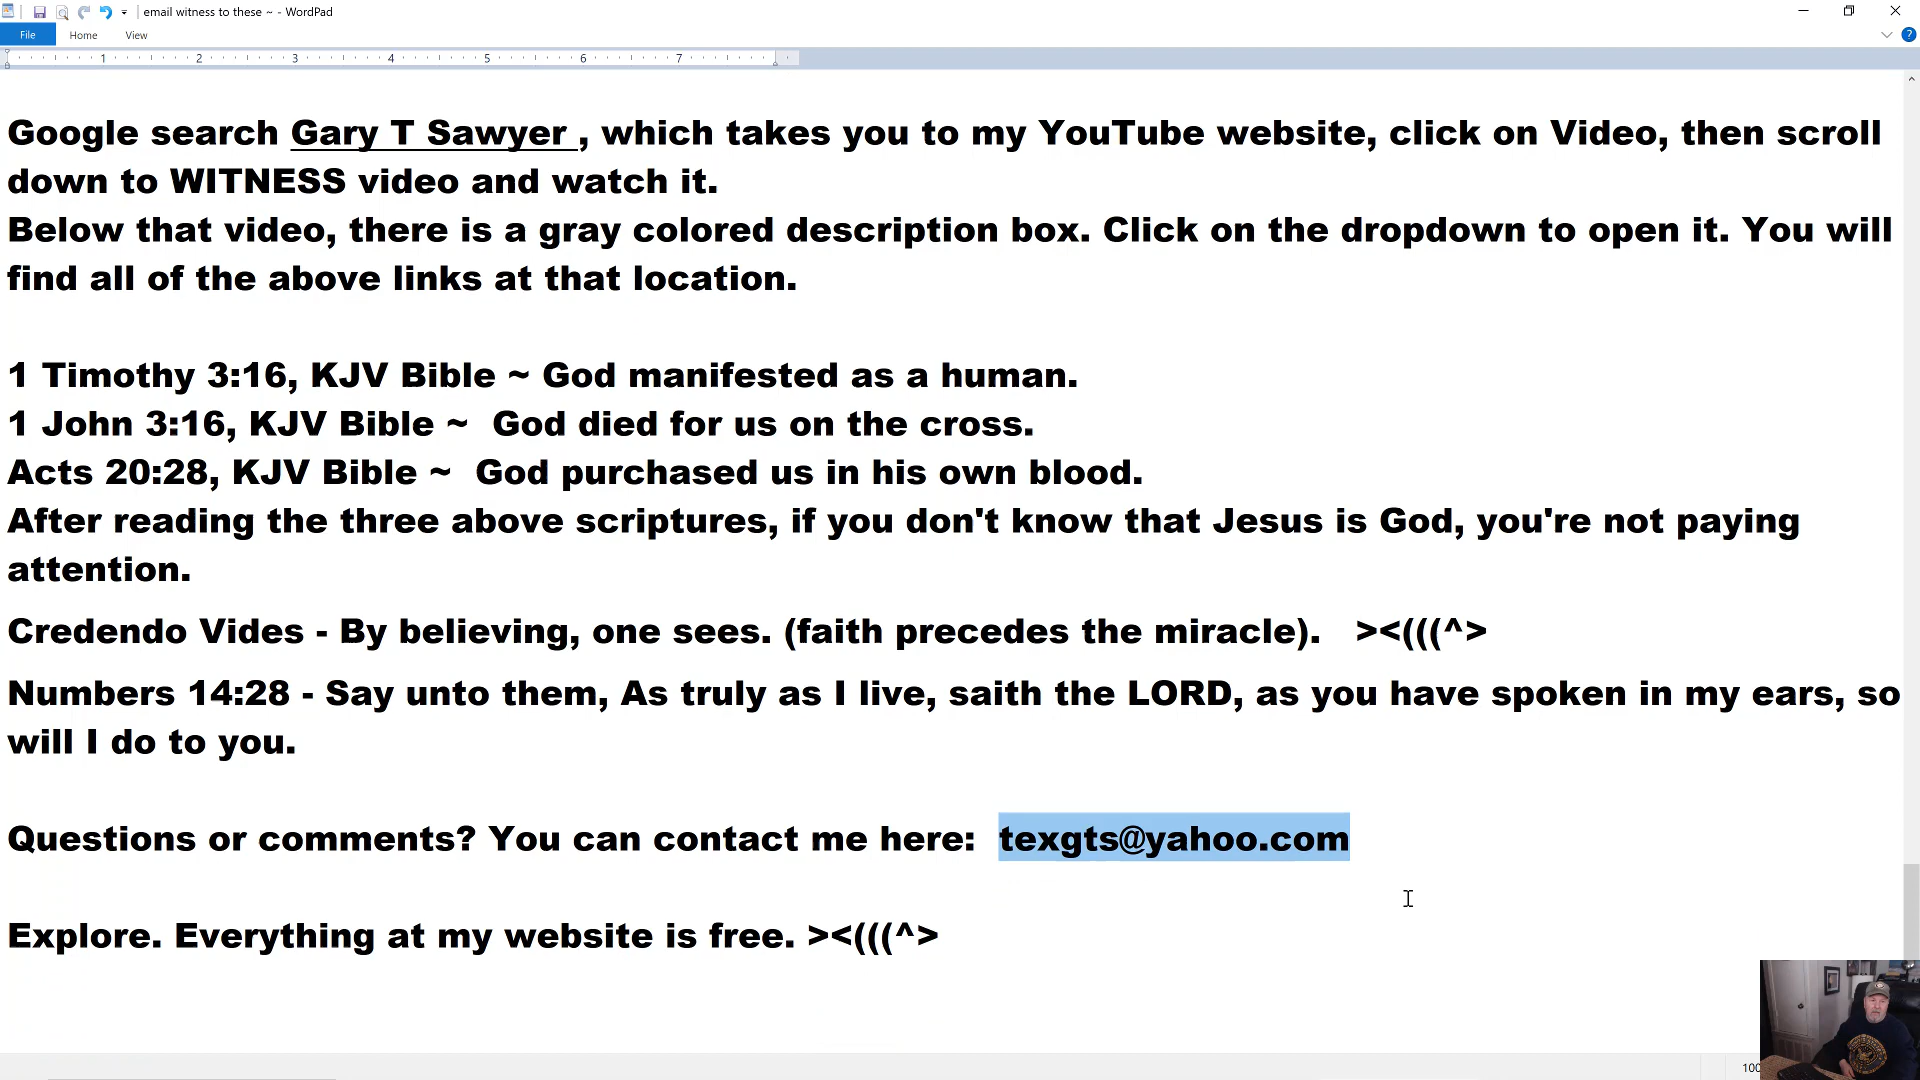 email witness to these ~ - WordPad
File Home View
1 2 3 4 5 6 7
Google search Gary T Sawyer , which takes you to my YouTube website, click on Video, then scroll
down to WITNESS video and watch it.
Below that video, there is a gray colored description box. Click on the dropdown to open it. You will
find all of the above links at that location.
1 Timothy 3:16, KJV Bible ~ God manifested as a human.
1 John 3:16, KJV Bible ~  God died for us on the cross.
Acts 20:28, KJV Bible ~  God purchased us in his own blood.
After reading the three above scriptures, if you don't know that Jesus is God, you're not paying
attention.
Credendo Vides - By believing, one sees. (faith precedes the miracle).   ><(((^>
Numbers 14:28 - Say unto them, As truly as I live, saith the LORD, as you have spoken in my ears, so
will I do to you.
Questions or comments? You can contact me here:  texgts@yahoo.com
Explore. Everything at my website is free. ><(((^>